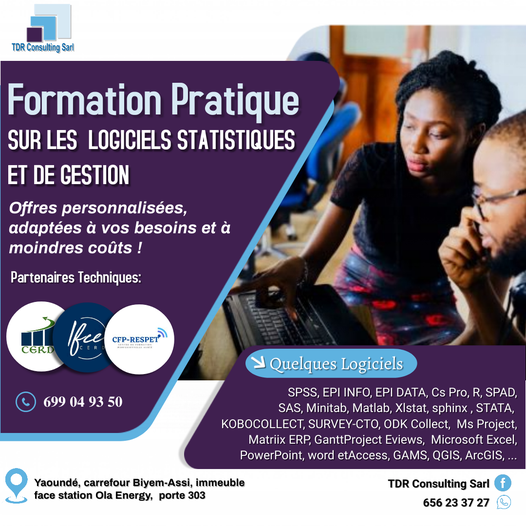 TDR Consulting Sarl
Formation Pratique
SUR LES LOGICIELS STATISTIQUES
ET DE GESTION
Offres personnalisées,
adaptées à vos besoins et à
moindres coûts !
Partenaires Techniques:
CERD
Ifce
CFP-RESPET
699 04 93 50
Quelques Logiciels
SPSS, EPI INFO, EPI DATA, Cs Pro, R, SPAD,
SAS, Minitab, Matlab, Xlstat, sphinx , STATA,
KOBOCOLLECT, SURVEY-CTO, ODK Collect, Ms Project,
Matriix ERP, GanttProject Eviews, Microsoft Excel,
PowerPoint, word etAccess, GAMS, QGIS, ArcGIS, ...
Yaoundé, carrefour Biyem-Assi, immeuble
face station Ola Energy, porte 303
TDR Consulting Sarl
656 23 37 27